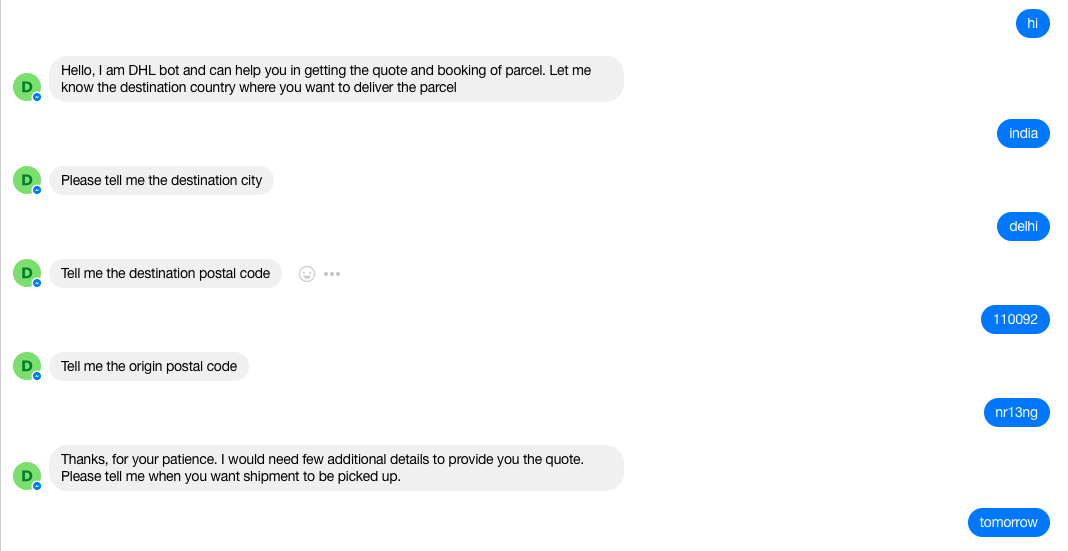 hi
Hello, I am DHL bot and can help you in getting the quote and booking of parcel. Let me
know the destination country where you want to deliver the parcel
D
india
D
Please tell me the destination city
delhi
D
Tell me the destination postal code
110092
D
Tell me the origin postal code
nr13ng
Thanks, for your patience. I would need few additional details to provide you the quote.
Please tell me when you want shipment to be picked up.
D
tomorrow